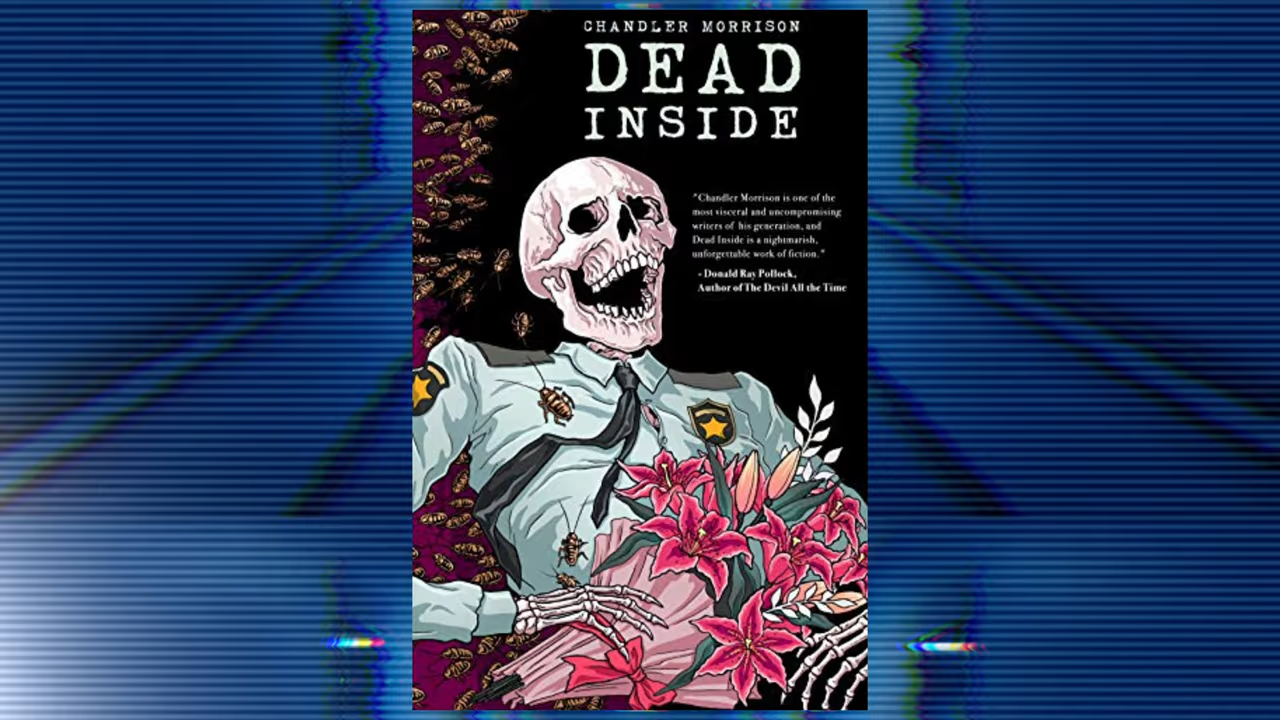 CHANDLER MORRISON
DEAD
INSIDE
"Chandler Morrison is one of the
most visceral and uncompromising
writers of his generation, and
Dead Inside is a nightmarish,
unforgettable work of fiction."
- Donald Ray Pollock,
Author of The Devil All the Time